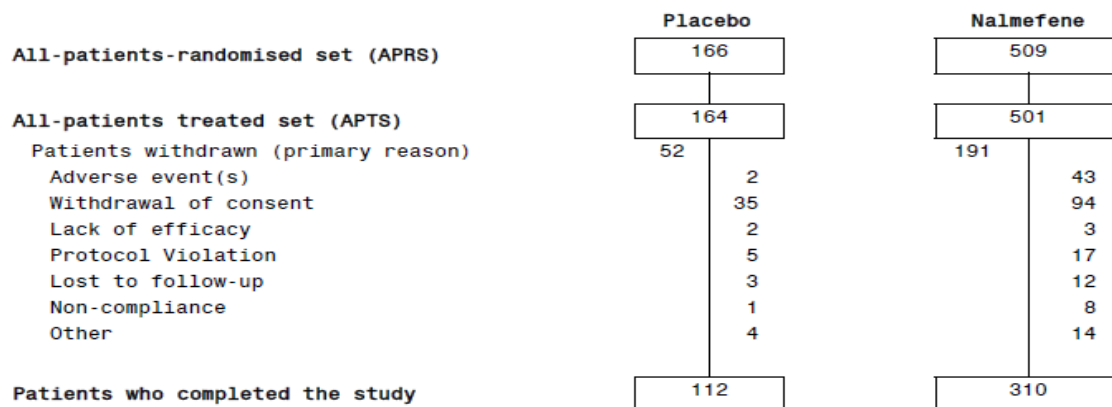 Placebo Nalmefene
All-patients-randomised set (APRS) 166 509
All-patients treated set (APTS) 164 501
Patients withdrawn (primary reason) 52 191
Adverse event(s) 2 43
Withdrawal of consent 35 94
Lack of efficacy 2 3
Protocol Violation 5 17
Lost to follow-up 3 12
Non-compliance 1 8
Other 4 14
Patients who completed the study 112 310